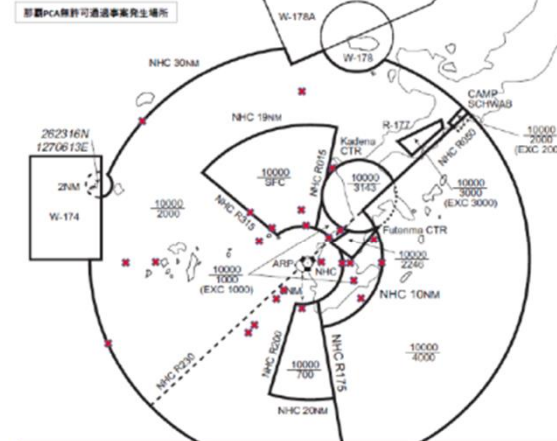 那覇PCA無許可通過事案発生場所
W-178A
W-178
NHC 30NM
CAMP
SCHWAB
10000
2000
R-177
NHC 19NM
Kadena
CTR
NHC R050
262316N
1270613E
10000
SFC
NHC R015
10000
3143
10000
3000
(EXC 3000)
2NM
W-174
10000
2000
NHC R315
Futenma CTR
10000
2246
ARP
NHC
10000
1000
(EXC 1000)
NHC 10NM
NHC R230
NHC R200
10000
700
NHC R175
10000
4000
NHC 20NM